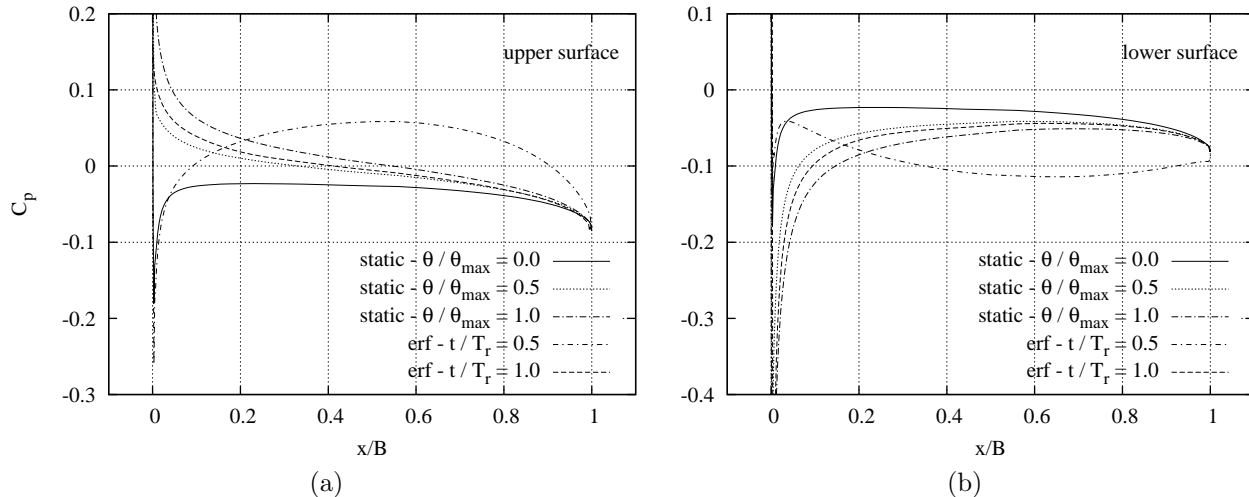 0.2
0.1
0
-0.1
-0.2
-0.3
C_p
upper surface
static - θ / θ_max = 0.0
static - θ / θ_max = 0.5
static - θ / θ_max = 1.0
erf - t / T_r = 0.5
erf - t / T_r = 1.0
0 0.2 0.4 0.6 0.8 1
x/B
(a)
0.1
0
-0.1
-0.2
-0.3
-0.4
lower surface
static - θ / θ_max = 0.0
static - θ / θ_max = 0.5
static - θ / θ_max = 1.0
erf - t / T_r = 0.5
erf - t / T_r = 1.0
0 0.2 0.4 0.6 0.8 1
x/B
(b)